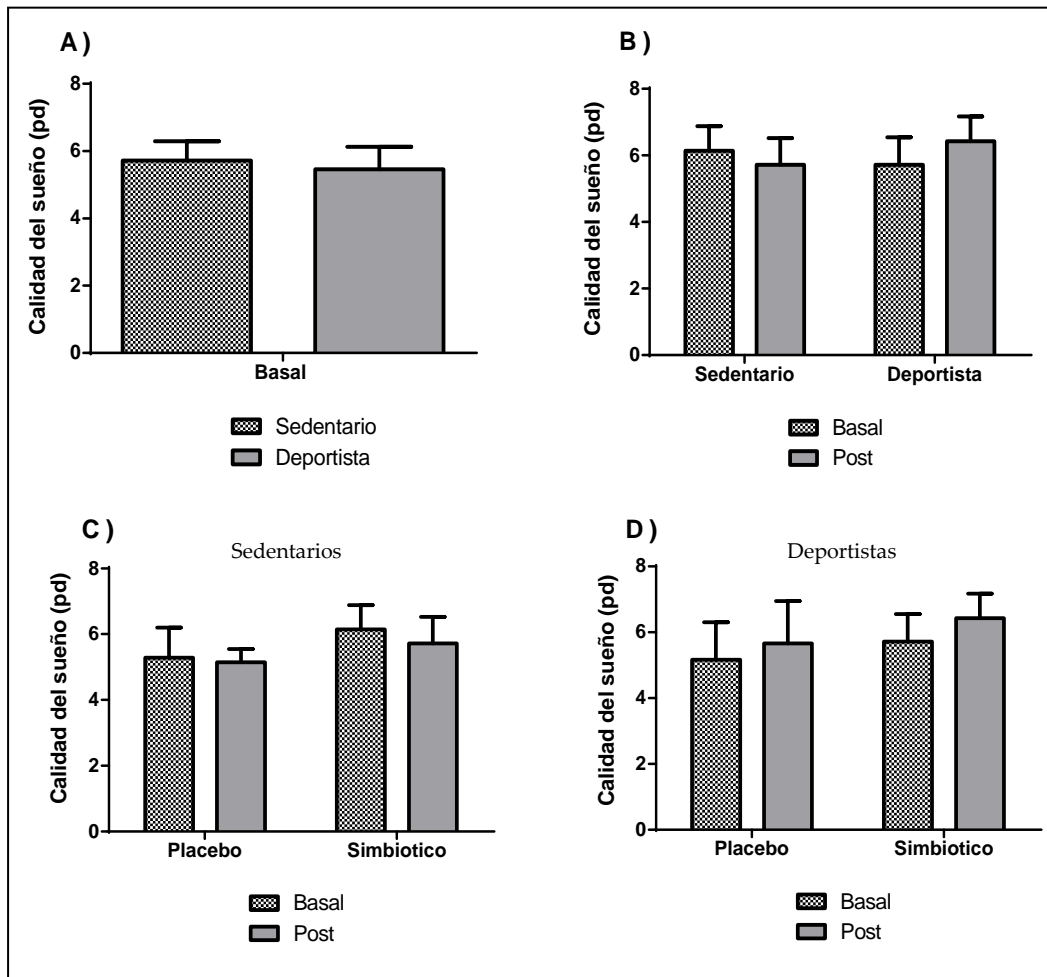 A )
Calidad del sueño (pd)
8
6
4
2
0
Basal
Sedentario
Deportista
B )
Calidad del sueño (pd)
8
6
4
2
0
Sedentario Deportista
Basal
Post
C )
Sedentarios
Calidad del sueño (pd)
8
6
4
2
0
Placebo Simbiotico
Basal
Post
D )
Deportistas
Calidad del sueño (pd)
8
6
4
2
0
Placebo Simbiotico
Basal
Post